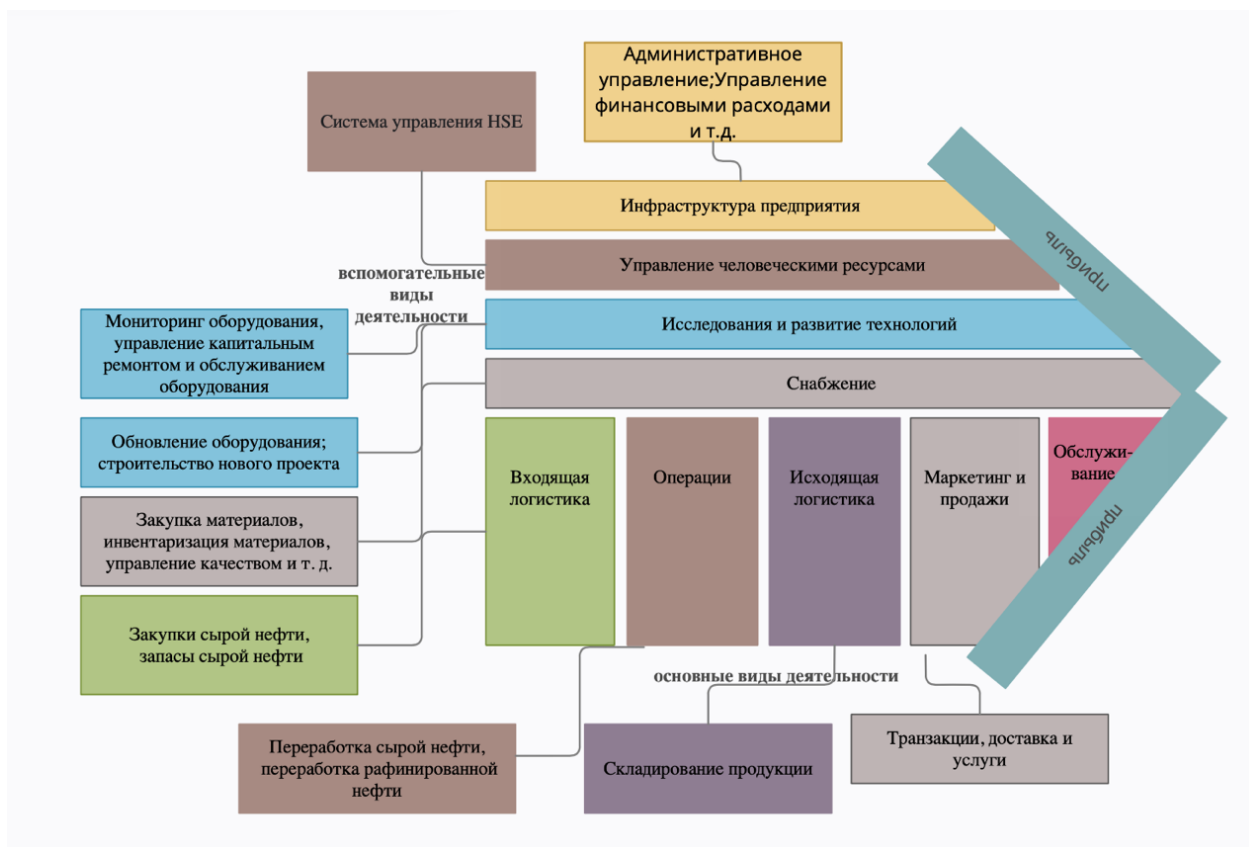 Административное
управление;Управление
финансовыми расходами
и т.д.
Система управления HSE
Инфраструктура предприятия
Управление человеческими ресурсами
вспомогательные
виды
деятельности
Исследования и развитие технологий
Снабжение
прибыль
Мониторинг оборудования,
управление капитальным
ремонтом и обслуживанием
оборудования
Обновление оборудования;
строительство нового проекта
Закупка материалов,
инвентаризация материалов,
управление качеством и т. д.
Закупки сырой нефти,
запасы сырой нефти
Входящая
логистика
Операции
Исходящая
логистика
Маркетинг и
продажи
Обслужи-
вание
прибыль
основные виды деятельности
Переработка сырой нефти,
переработка рафинированной
нефти
Складирование продукции
Транзакции, доставка и
услуги